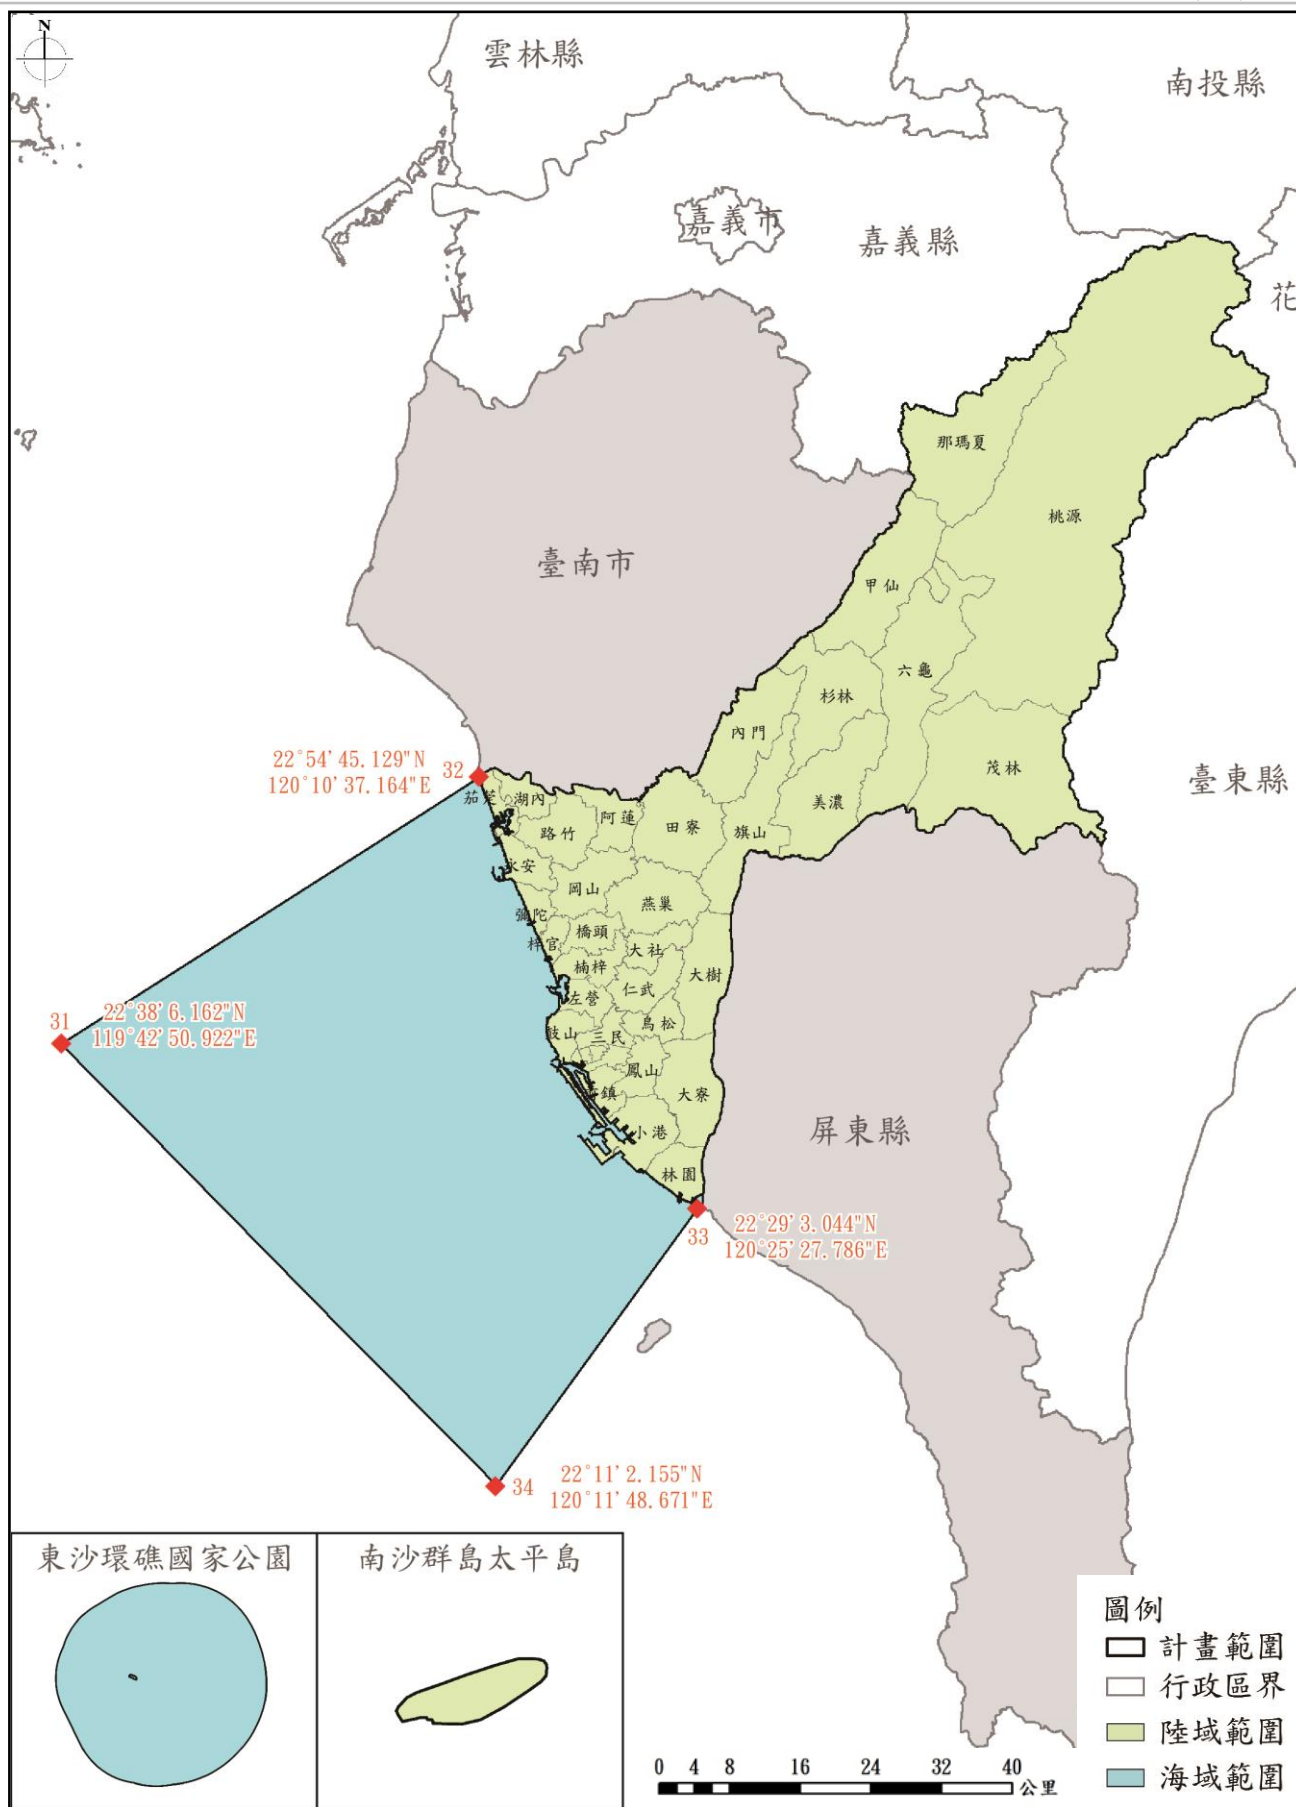 N
雲林縣
南投縣
嘉義市
嘉義縣
花
那瑪夏
桃源
臺南市
甲仙
六龜
杉林
內門
茂林
臺東縣
22°54'45.129"N
120°10'37.164"E
32
茄萣
湖內
美濃
阿蓮
田寮
旗山
路竹
永安
岡山
燕巢
彌陀
橋頭
梓官
大社
楠梓
大樹
仁武
左營
31
22°38'6.162"N
119°42'50.922"E
鳥松
鼓山
三民
鳳山
前鎮
大寮
小港
屏東縣
林園
33
22°29'3.044"N
120°25'27.786"E
34
22°11'2.155"N
120°11'48.671"E
東沙環礁國家公園
南沙群島太平島
圖例
計畫範圍
行政區界
陸域範圍
海域範圍
0 4 8 16 24 32 40
公里